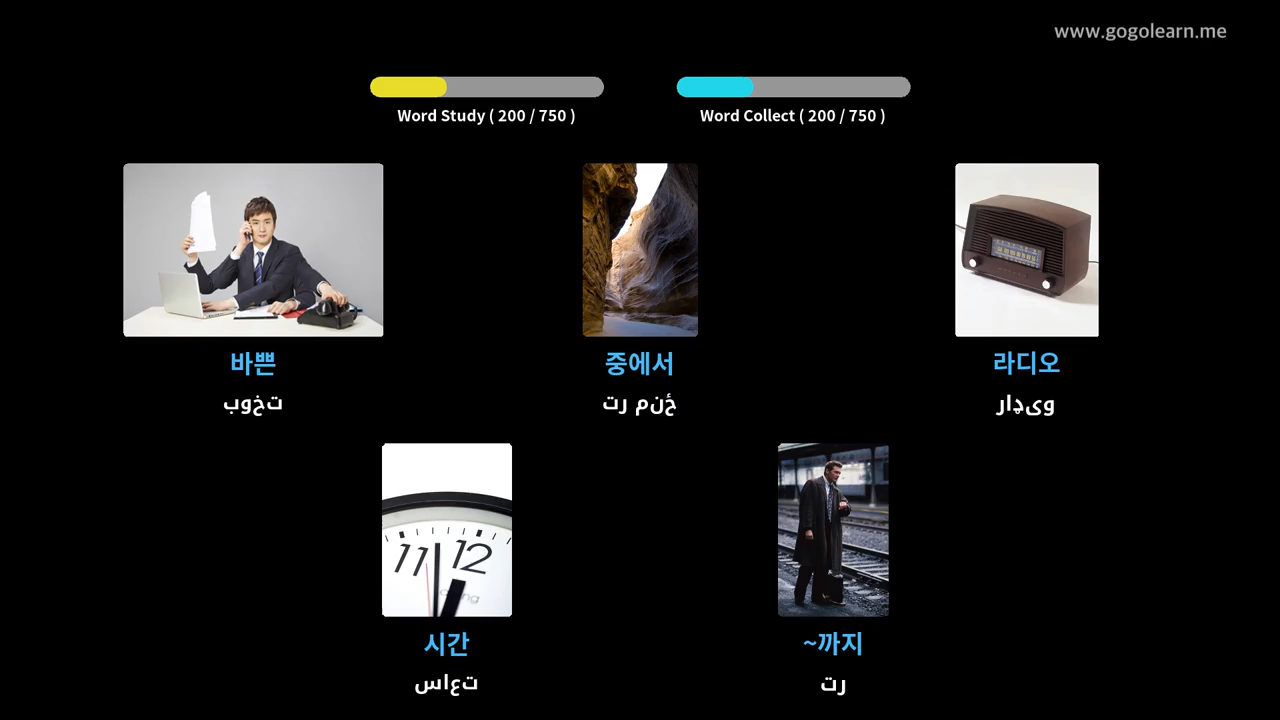 www.gogolearn.me
Word Study ( 200 / 750 )
Word Collect ( 200 / 750 )
바쁜
تخوب
중에서
ځنم رت
라디오
ویډار
시간
تعاس
~까지
رت